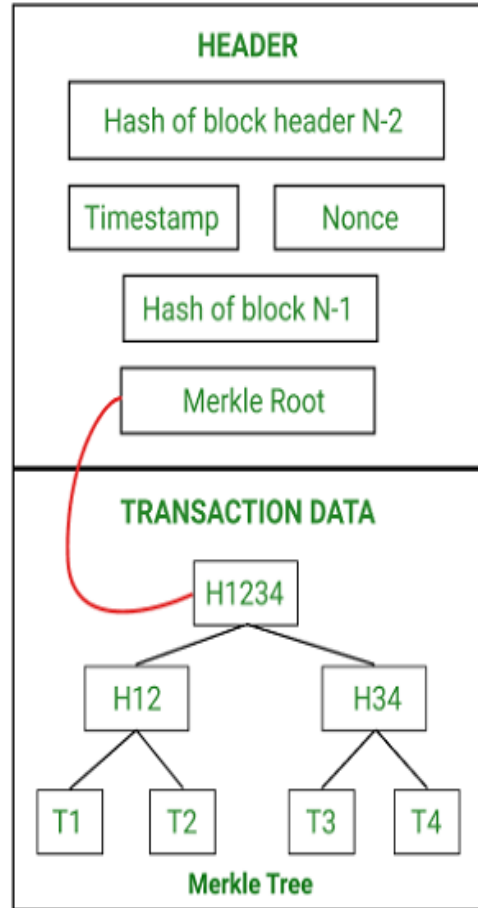 HEADER
Hash of block header N-2
Timestamp
Nonce
Hash of block N-1
Merkle Root
TRANSACTION DATA
H1234
H12
H34
T1
T2
T3
T4
Merkle Tree